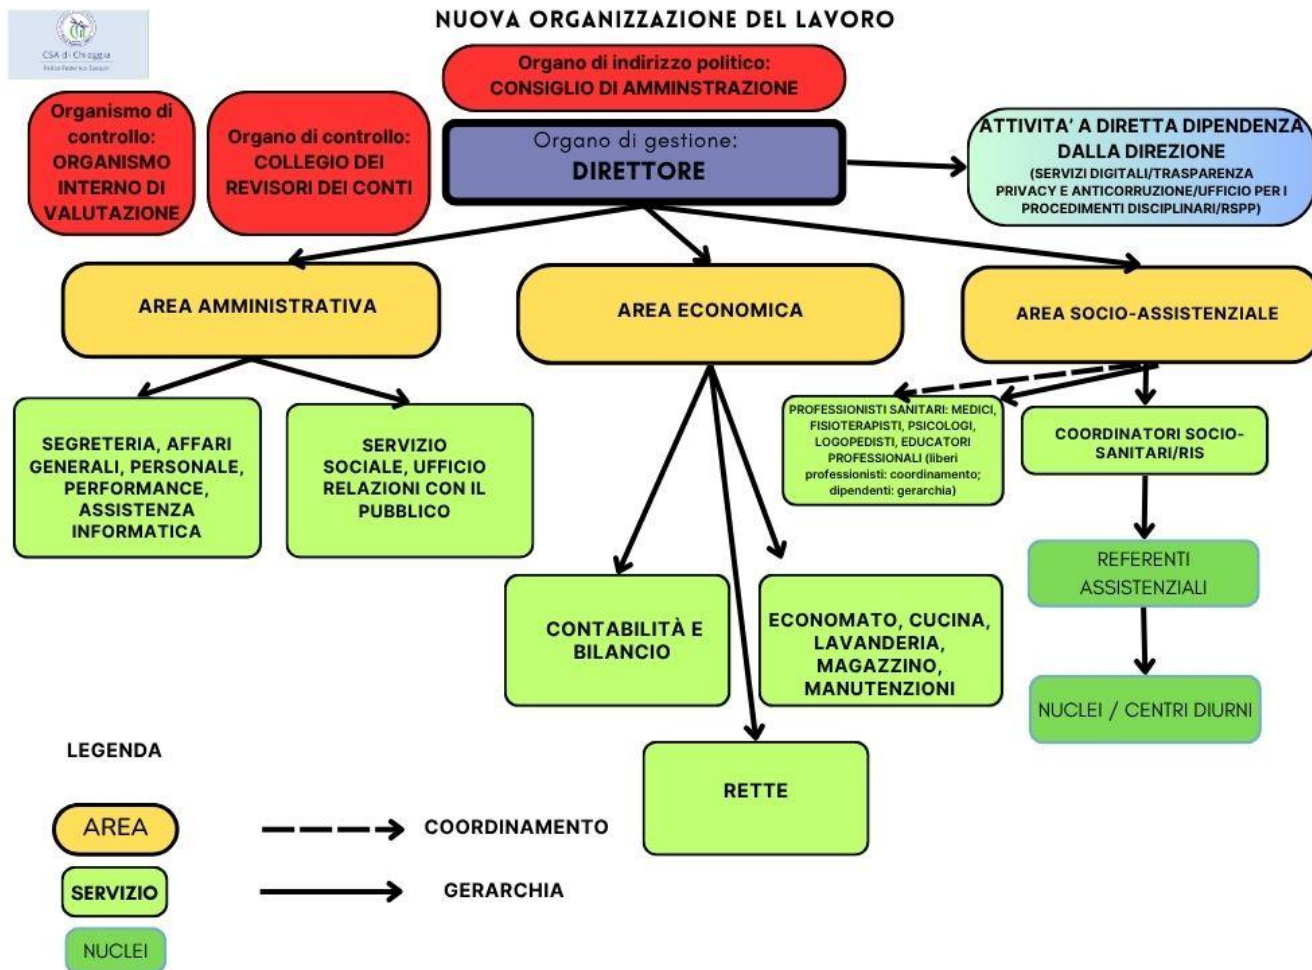 NUOVA ORGANIZZAZIONE DEL LAVORO
CSA di Chioggia
Organo di indirizzo politico:
CONSIGLIO DI AMMINSTRAZIONE
Organismo di
controllo:
ORGANISMO
INTERNO DI
VALUTAZIONE
Organo di controllo:
COLLEGIO DEI
REVISORI DEI CONTI
Organo di gestione:
DIRETTORE
ATTIVITA' A DIRETTA DIPENDENZA
DALLA DIREZIONE
(SERVIZI DIGITALI/TRASPARENZA
PRIVACY E ANTICORRUZIONE/UFFICIO PER I
PROCEDIMENTI DISCIPLINARI/RSPP)
AREA AMMINISTRATIVA
AREA ECONOMICA
AREA SOCIO-ASSISTENZIALE
SEGRETERIA, AFFARI
GENERALI, PERSONALE,
PERFORMANCE,
ASSISTENZA
INFORMATICA
SERVIZIO
SOCIALE, UFFICIO
RELAZIONI CON IL
PUBBLICO
PROFESSIONISTI SANITARI: MEDICI,
FISIOTERAPISTI, PSICOLOGI,
LOGOPEDISTI, EDUCATORI
PROFESSIONALI (liberi
professionisti: coordinamento;
dipendenti: gerarchia)
COORDINATORI SOCIO-
SANITARI/RIS
REFERENTI
ASSISTENZIALI
NUCLEI / CENTRI DIURNI
CONTABILITÀ E
BILANCIO
ECONOMATO, CUCINA,
LAVANDERIA,
MAGAZZINO,
MANUTENZIONI
RETTE
LEGENDA
AREA
COORDINAMENTO
SERVIZIO
GERARCHIA
NUCLEI